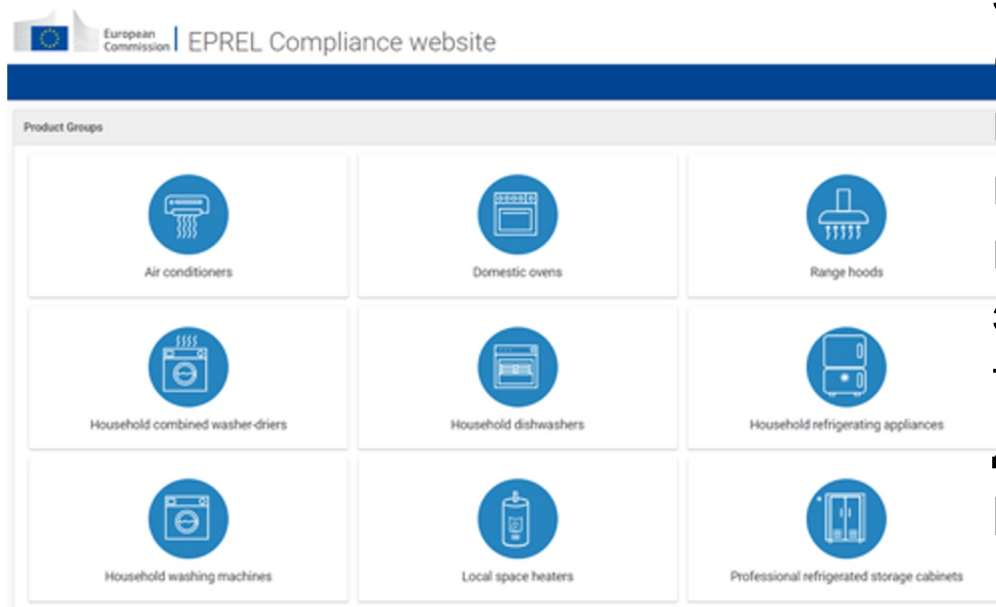 European
Commission
EPREL Compliance website
Product Groups
Air conditioners
Domestic ovens
Range hoods
Household combined washer-driers
Household dishwashers
Household refrigerating appliances
Household washing machines
Local space heaters
Professional refrigerated storage cabinets